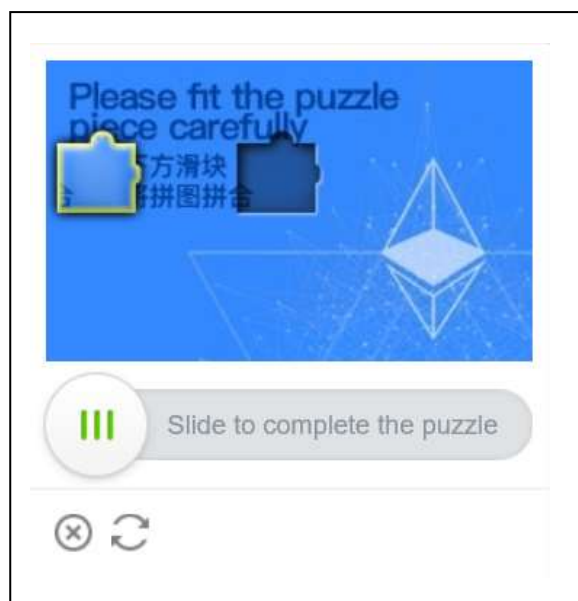 Please fit the puzzle
piece carefully
方滑块
拼图拼合
Slide to complete the puzzle